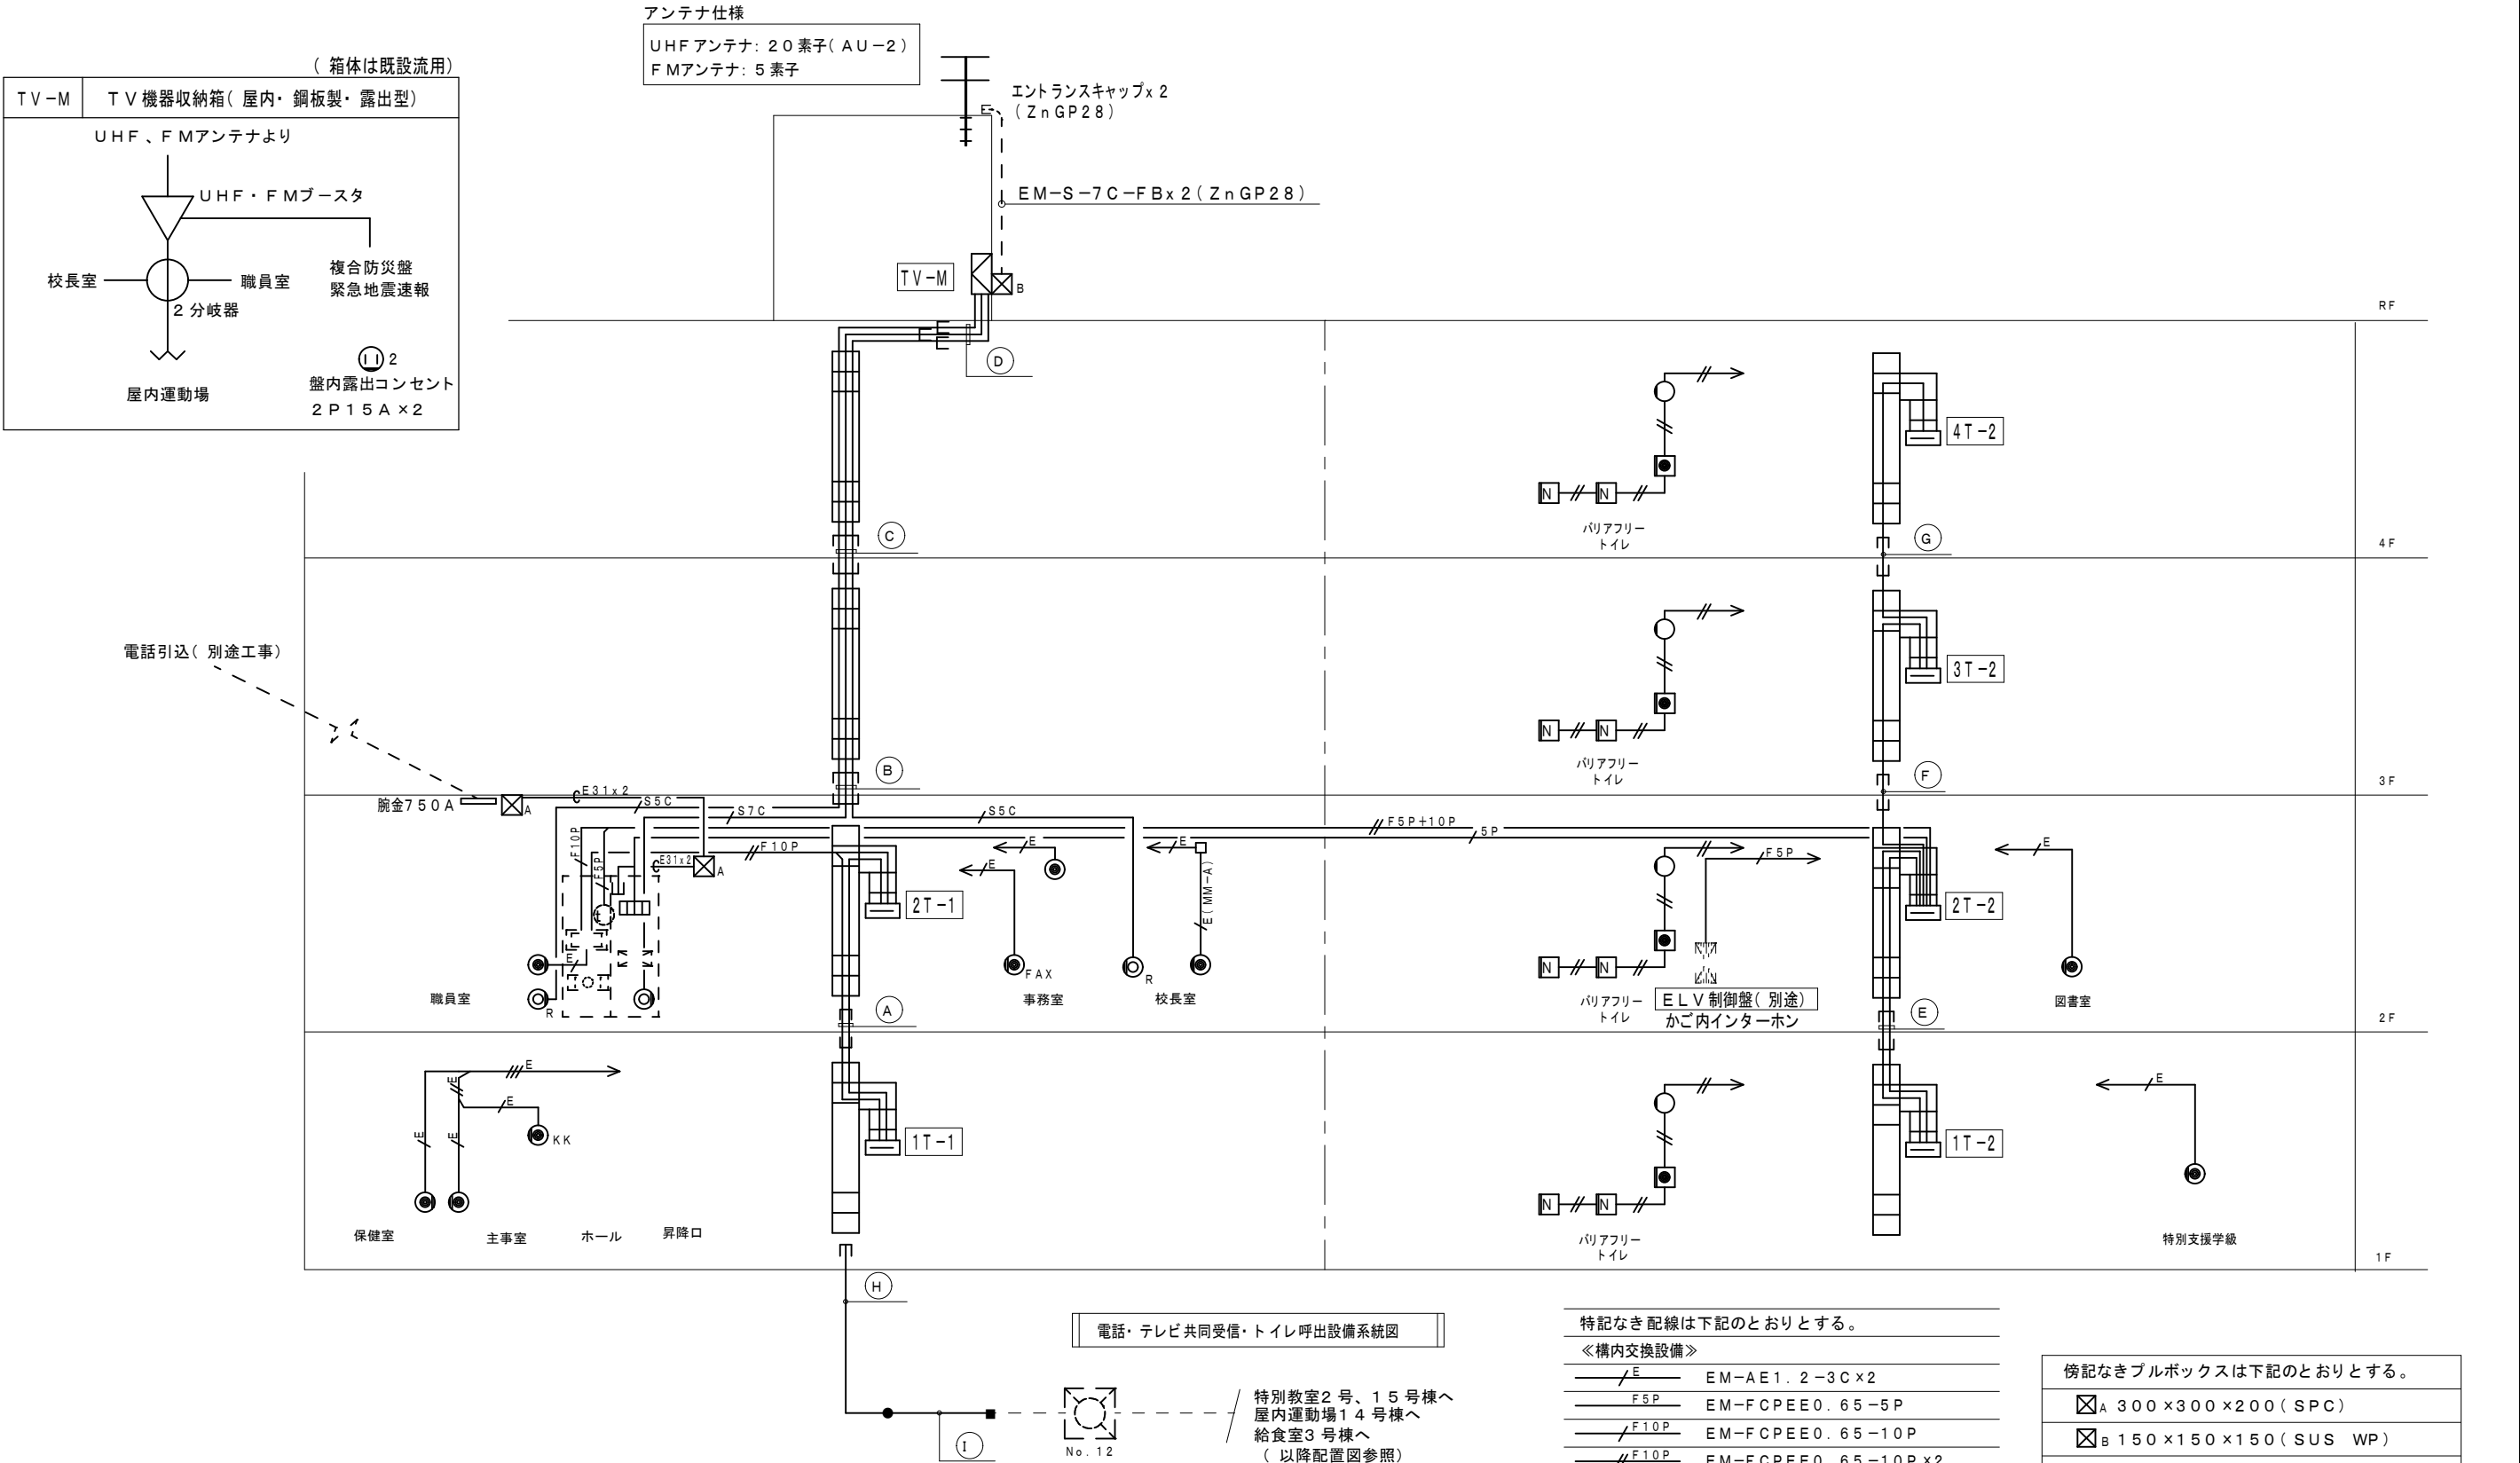 アンテナ仕様
UHFアンテナ：20素子（AU－2）
FMアンテナ：5素子
（箱体は既設流用）
TV－M　TV機器収納箱（屋内・鋼板製・露出型）
UHF、FMアンテナより
UHF・FMブースタ
校長室
職員室
2分岐器
複合防災盤
緊急地震速報
屋内運動場
2
盤内露出コンセント
2P15A×2
エントランスキャップx2
（ZnGP28）
EM－S－7C－FBx2（ZnGP28）
TV－M
B
RF
D
4T－2
バリアフリー
トイレ
C
G
4F
3T－2
バリアフリー
トイレ
電話引込（別途工事）
B
F
3F
腕金750A
A
E31x2
S5C
S7C
S5C
F5P+10P
5P
F10P
F5P
F10P
E31x2
A
E
E
E
E（MM－A）
F5P
E
2T－1
2T－2
E
FAX
R
R
職員室
事務室
校長室
バリアフリー
トイレ
ELV制御盤（別途）
かご内インターホン
図書室
A
E
2F
E
E
E
E
E
E
KK
1T－1
1T－2
保健室
主事室
ホール
昇降口
バリアフリー
トイレ
特別支援学級
1F
H
電話・テレビ共同受信・トイレ呼出設備系統図
I
No．12
特別教室2号、15号棟へ
屋内運動場14号棟へ
給食室3号棟へ
（以降配置図参照）
特記なき配線は下記のとおりとする。
≪構内交換設備≫
E　EM－AE1．2－3C×2
F5P　EM－FCPEE0．65－5P
F10P　EM－FCPEE0．65－10P
F10P　EM－FCPEE0．65－10P×2
傍記なきプルボックスは下記のとおりとする。
A　300×300×200（SPC）
B　150×150×150（SUS　WP）
N
N
N
N
N
N
N
N